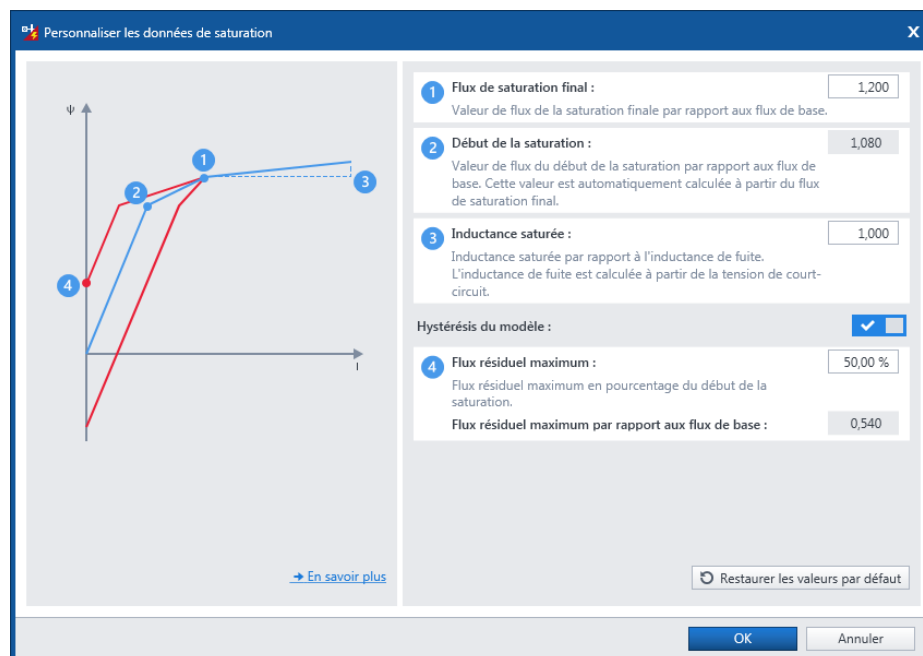 Personnaliser les données de saturation
X
ψ
1
2
3
4
I
→ En savoir plus
1
Flux de saturation final :
1,200
Valeur de flux de la saturation finale par rapport aux flux de base.
2
Début de la saturation :
1,080
Valeur de flux du début de la saturation par rapport aux flux de
base. Cette valeur est automatiquement calculée à partir du flux
de saturation final.
3
Inductance saturée :
1,000
Inductance saturée par rapport à l'inductance de fuite.
L'inductance de fuite est calculée à partir de la tension de court-
circuit.
Hystérésis du modèle :
4
Flux résiduel maximum :
50,00 %
Flux résiduel maximum en pourcentage du début de la
saturation.
Flux résiduel maximum par rapport aux flux de base :
0,540
Restaurer les valeurs par défaut
OK
Annuler